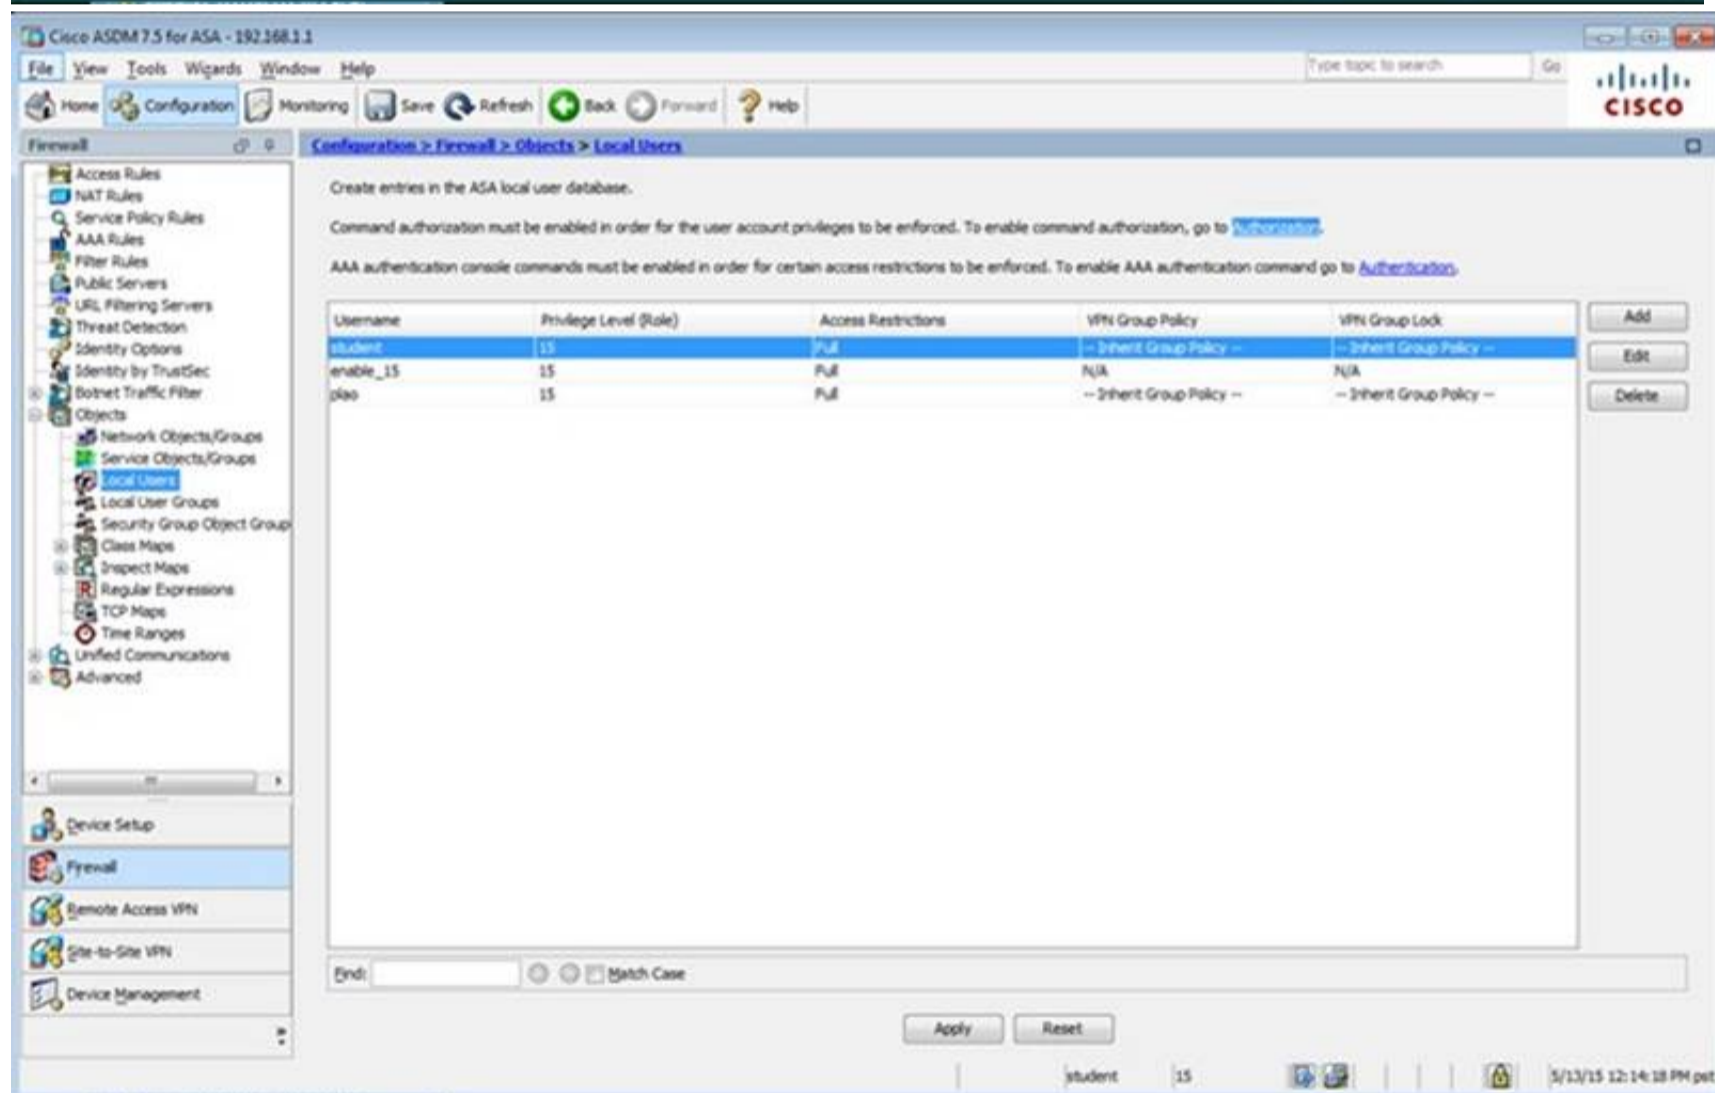 Cisco ASDM 7.5 for ASA - 192.168.1.1
File View Tools Wizards Window Help
Type topic to search Go
Home Configuration Monitoring Save Refresh Back Forward Help
CISCO
Firewall
Configuration > Firewall > Objects > Local Users
Access Rules
NAT Rules
Service Policy Rules
AAA Rules
Filter Rules
Public Servers
URL Filtering Servers
Threat Detection
Identity Options
Identity by TrustSec
Botnet Traffic Filter
Objects
Network Objects/Groups
Service Objects/Groups
Local Users
Local User Groups
Security Group Object Group
Class Maps
Inspect Maps
Regular Expressions
TCP Maps
Time Ranges
Unified Communications
Advanced
Device Setup
Firewall
Remote Access VPN
Site-to-Site VPN
Device Management
Create entries in the ASA local user database.
Command authorization must be enabled in order for the user account privileges to be enforced. To enable command authorization, go to Authorization.
AAA authentication console commands must be enabled in order for certain access restrictions to be enforced. To enable AAA authentication command go to Authentication.
Username Privilege Level (Role) Access Restrictions VPN Group Policy VPN Group Lock
student 15 Full -- Inherit Group Policy -- -- Inherit Group Policy --
enable_15 15 Full N/A N/A
piao 15 Full -- Inherit Group Policy -- -- Inherit Group Policy --
Add
Edit
Delete
Find: Match Case
Apply Reset
student 15 5/13/15 12:14:18 PM pst